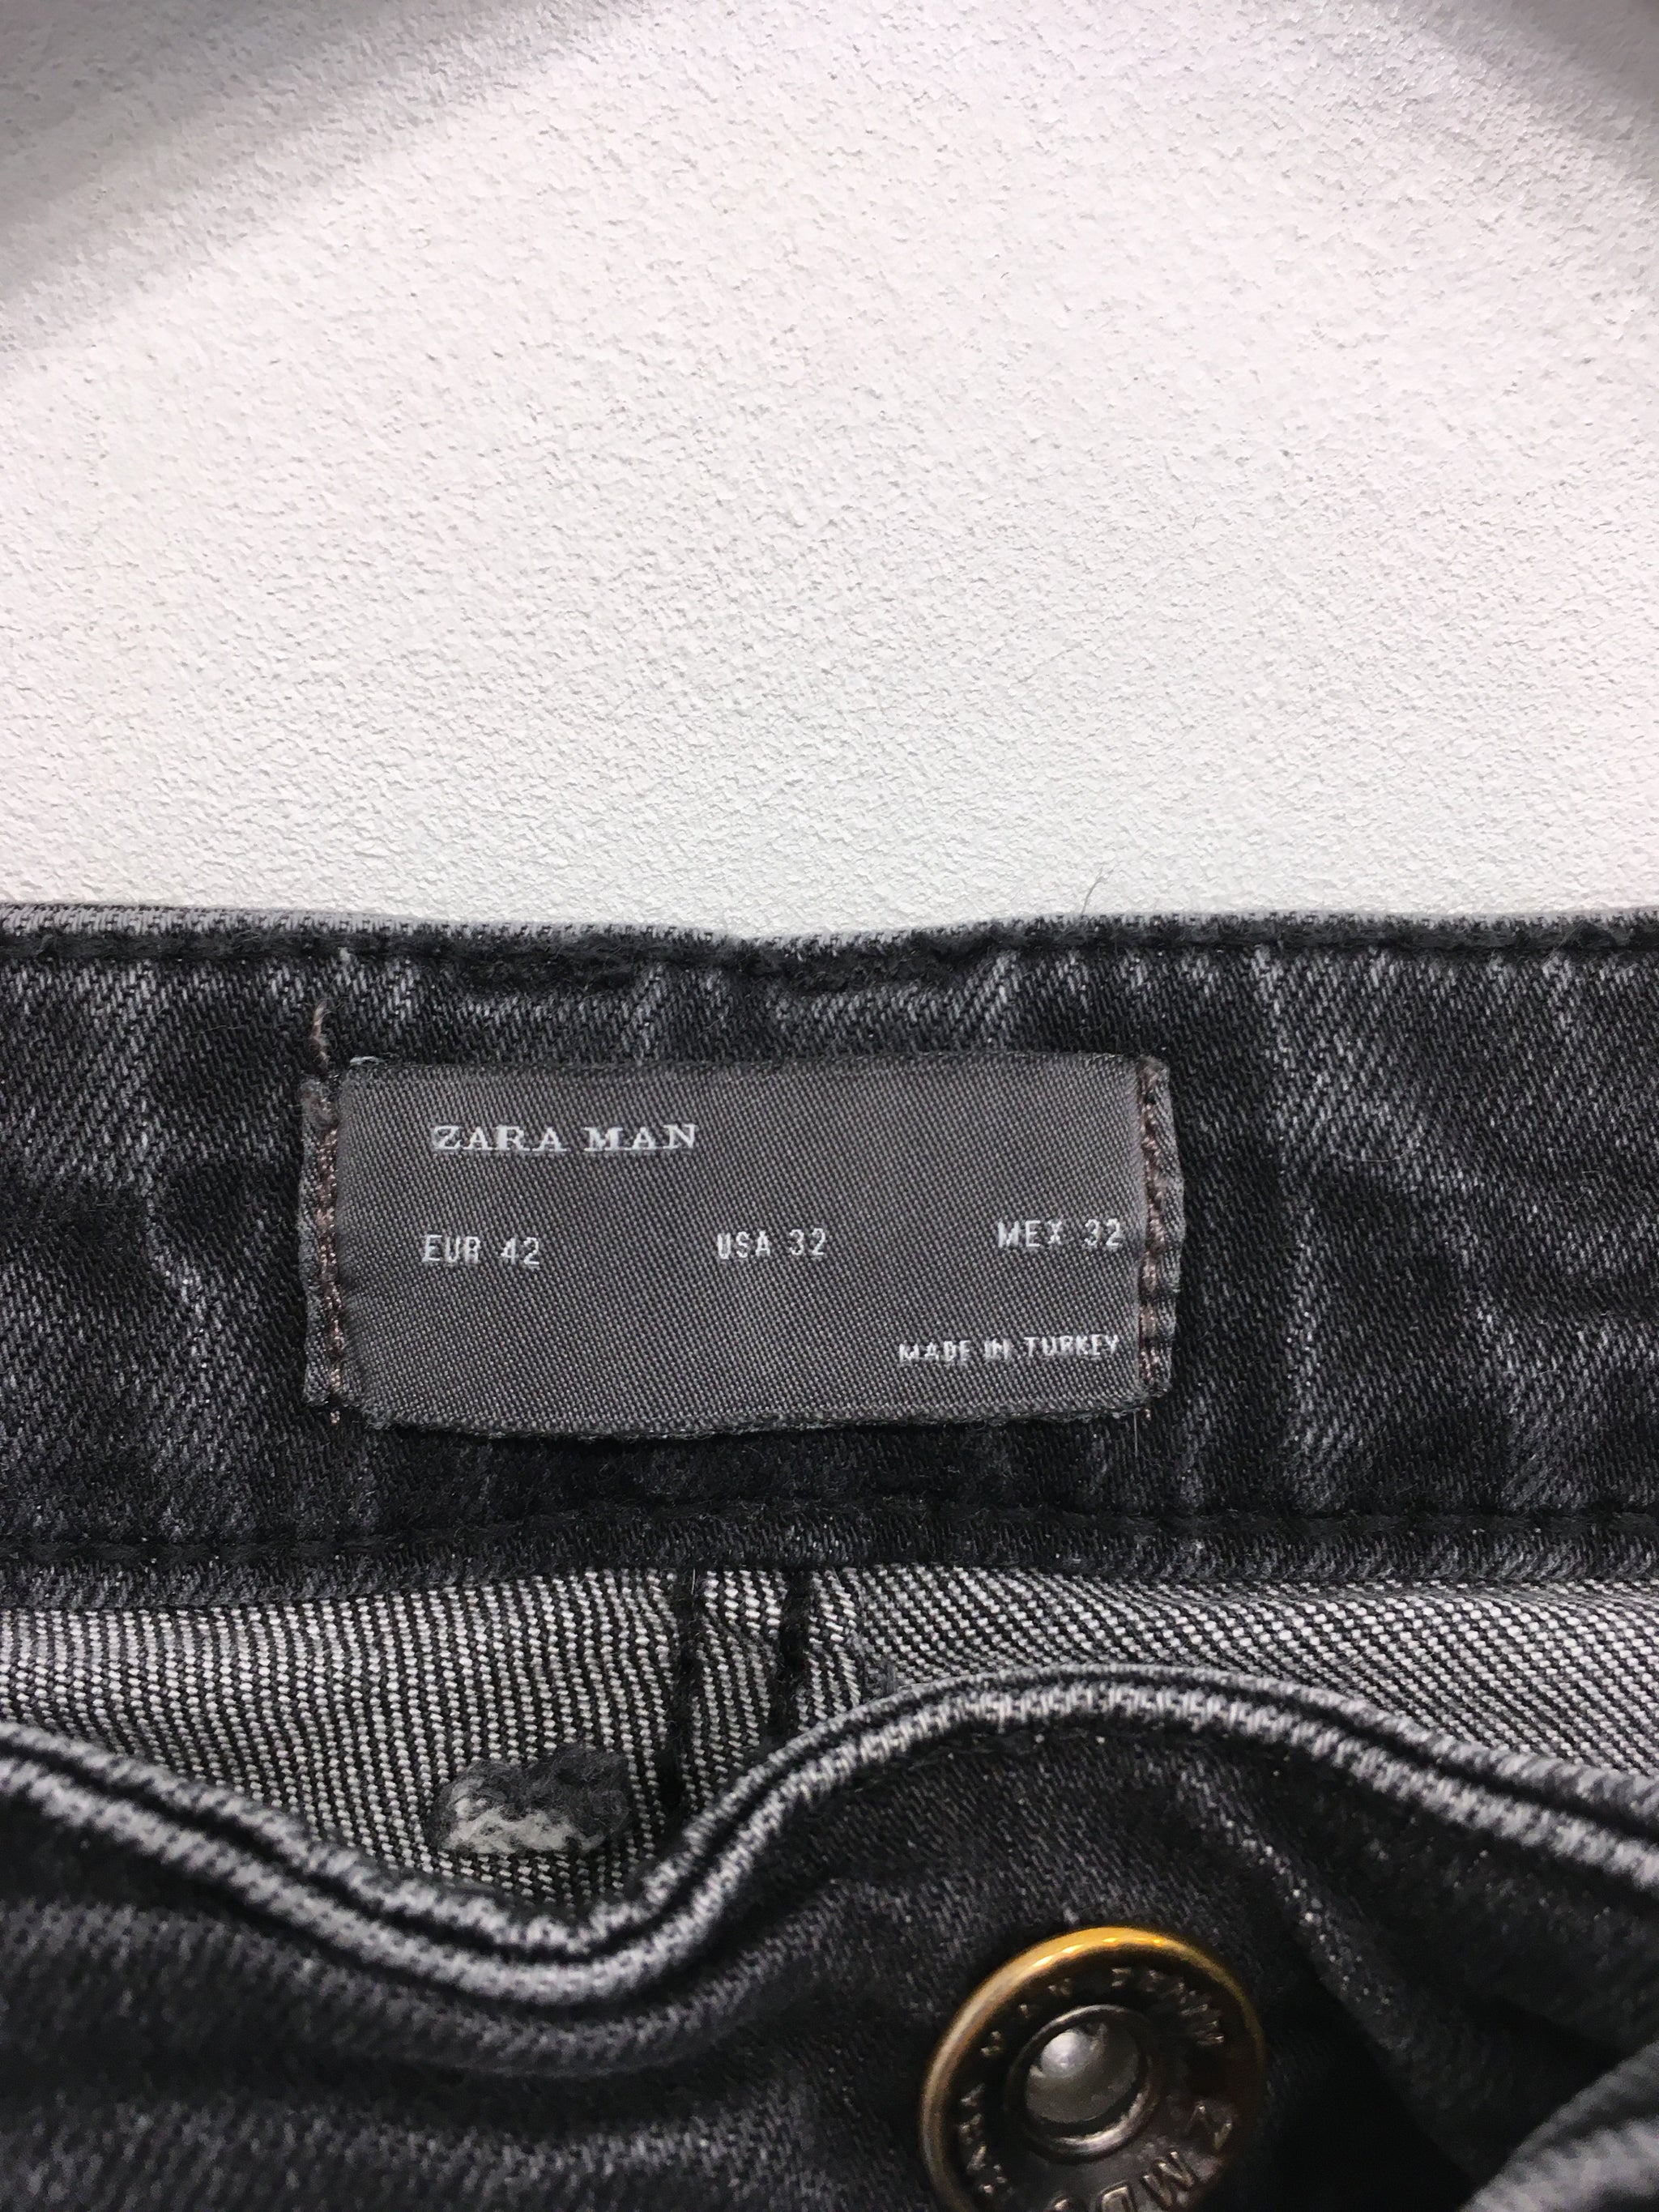 ZARA MAN
EUR 42 USA 32 MEX 32
MADE IN TURKEY